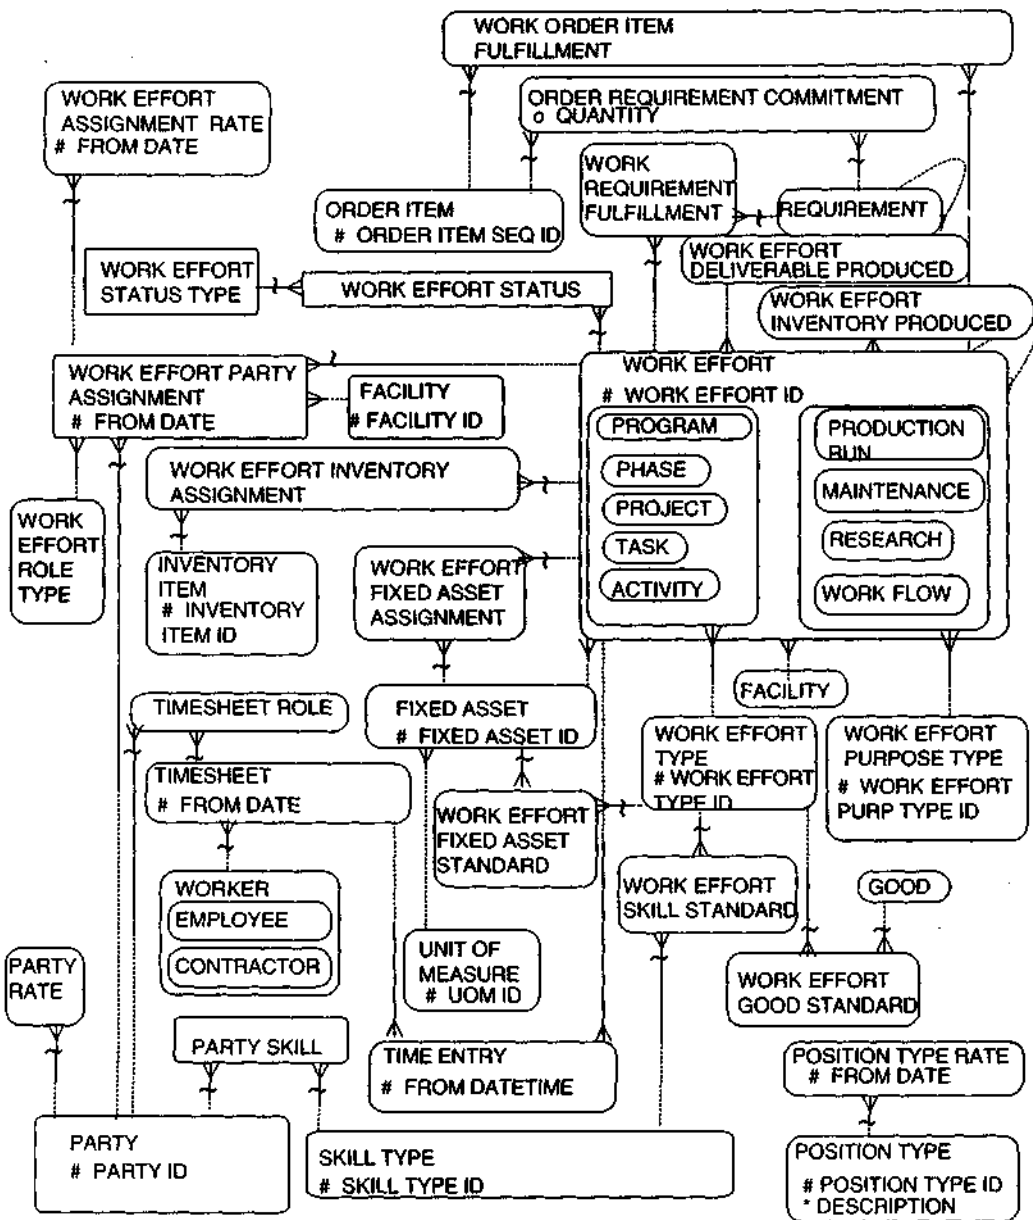 WORK ORDER ITEM
FULFILLMENT
WORK EFFORT
ASSIGNMENT RATE
# FROM DATE
ORDER REQUIREMENT COMMITMENT
o QUANTITY
WORK
REQUIREMENT
FULFILLMENT
REQUIREMENT
ORDER ITEM
# ORDER ITEM SEQ ID
WORK EFFORT
DELIVERABLE PRODUCED
WORK EFFORT
STATUS TYPE
WORK EFFORT STATUS
WORK EFFORT
INVENTORY PRODUCED
WORK EFFORT PARTY
ASSIGNMENT
# FROM DATE
FACILITY
# FACILITY ID
WORK EFFORT
# WORK EFFORT ID
PROGRAM
PHASE
PROJECT
TASK
ACTIVITY
PRODUCTION
RUN
MAINTENANCE
RESEARCH
WORK FLOW
WORK EFFORT INVENTORY
ASSIGNMENT
WORK
EFFORT
ROLE
TYPE
INVENTORY
ITEM
# INVENTORY
ITEM ID
WORK EFFORT
FIXED ASSET
ASSIGNMENT
FACILITY
TIMESHEET ROLE
FIXED ASSET
# FIXED ASSET ID
WORK EFFORT
TYPE
# WORK EFFORT
TYPE ID
WORK EFFORT
PURPOSE TYPE
# WORK EFFORT
PURP TYPE ID
TIMESHEET
# FROM DATE
WORK EFFORT
FIXED ASSET
STANDARD
WORK EFFORT
SKILL STANDARD
GOOD
WORKER
EMPLOYEE
CONTRACTOR
UNIT OF
MEASURE
# UOM ID
WORK EFFORT
GOOD STANDARD
PARTY
RATE
PARTY SKILL
TIME ENTRY
# FROM DATETIME
POSITION TYPE RATE
# FROM DATE
PARTY
# PARTY ID
SKILL TYPE
# SKILL TYPE ID
POSITION TYPE
# POSITION TYPE ID
* DESCRIPTION